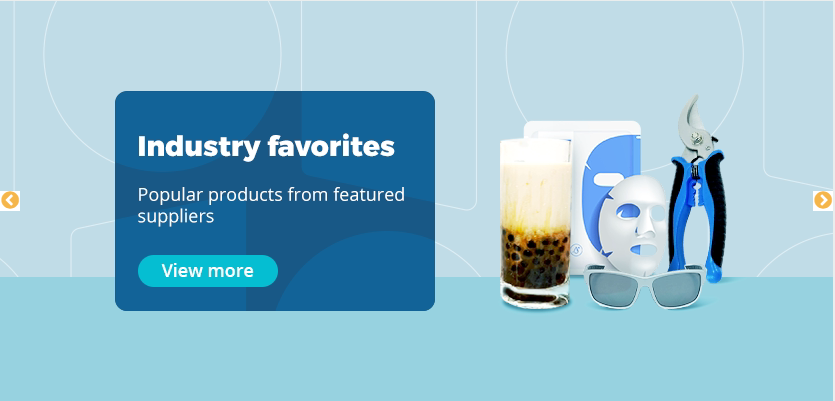 Industry favorites
Popular products from featured
suppliers
View more